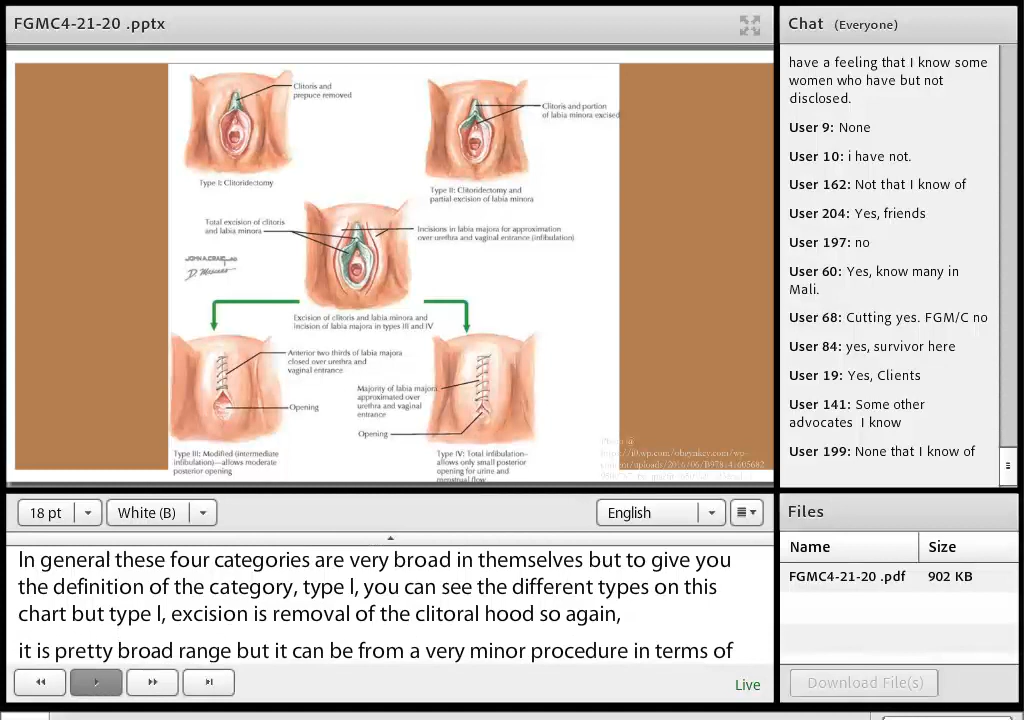 FGMC4-21-20 .pptx
Clitoris and
prepuce removed
Type I: Clitoridectomy
Clitoris and portion
of labia minora excised
Type II: Clitoridectomy and
partial excision of labia minora
Total excision of clitoris
and labia minora
Incisions in labia majora for approximation
over urethra and vaginal entrance (infibulation)
Excision of clitoris and labia minora and
incision of labia majora in types III and IV
Anterior two thirds of labia majora
closed over urethra and
vaginal entrance
Opening
Type III: Modified (intermediate
infibulation)—allows moderate
posterior opening
Majority of labia majora
approximated over
urethra and vaginal
entrance
Opening
Type IV: Total infibulation–
allows only small posterior
opening for urine and
menstrual flow
18 pt
White (B)
English
In general these four categories are very broad in themselves but to give you
the definition of the category, type l, you can see the different types on this
chart but type l, excision is removal of the clitoral hood so again,
it is pretty broad range but it can be from a very minor procedure in terms of
Live
Chat (Everyone)
have a feeling that I know some
women who have but not
disclosed.
User 9: None
User 10: i have not.
User 162: Not that I know of
User 204: Yes, friends
User 197: no
User 60: Yes, know many in
Mali.
User 68: Cutting yes. FGM/C no
User 84: yes, survivor here
User 19: Yes, Clients
User 141: Some other
advocates I know
User 199: None that I know of
Files
Name Size
FGMC4-21-20 .pdf 902 KB
Download File(s)